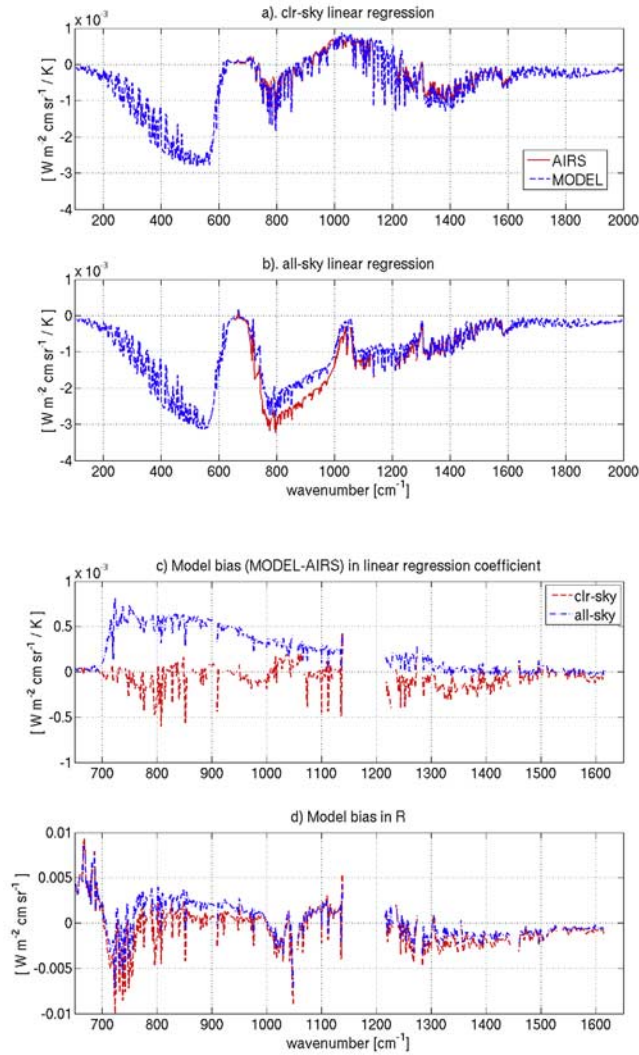 a). clr-sky linear regression
x 10⁻³
[ W m⁻² cm sr⁻¹ / K ]
1
0
-1
-2
-3
-4
AIRS
MODEL
200 400 600 800 1000 1200 1400 1600 1800 2000
b). all-sky linear regression
x 10⁻³
[ W m⁻² cm sr⁻¹ / K ]
1
0
-1
-2
-3
-4
200 400 600 800 1000 1200 1400 1600 1800 2000
wavenumber [cm⁻¹]
c) Model bias (MODEL-AIRS) in linear regression coefficient
x 10⁻³
[ W m⁻² cm sr⁻¹ / K ]
1
0.5
0
-0.5
-1
clr-sky
all-sky
700 800 900 1000 1100 1200 1300 1400 1500 1600
d) Model bias in R
[ W m⁻² cm sr⁻¹ ]
0.01
0.005
0
-0.005
-0.01
700 800 900 1000 1100 1200 1300 1400 1500 1600
wavenumber [cm⁻¹]